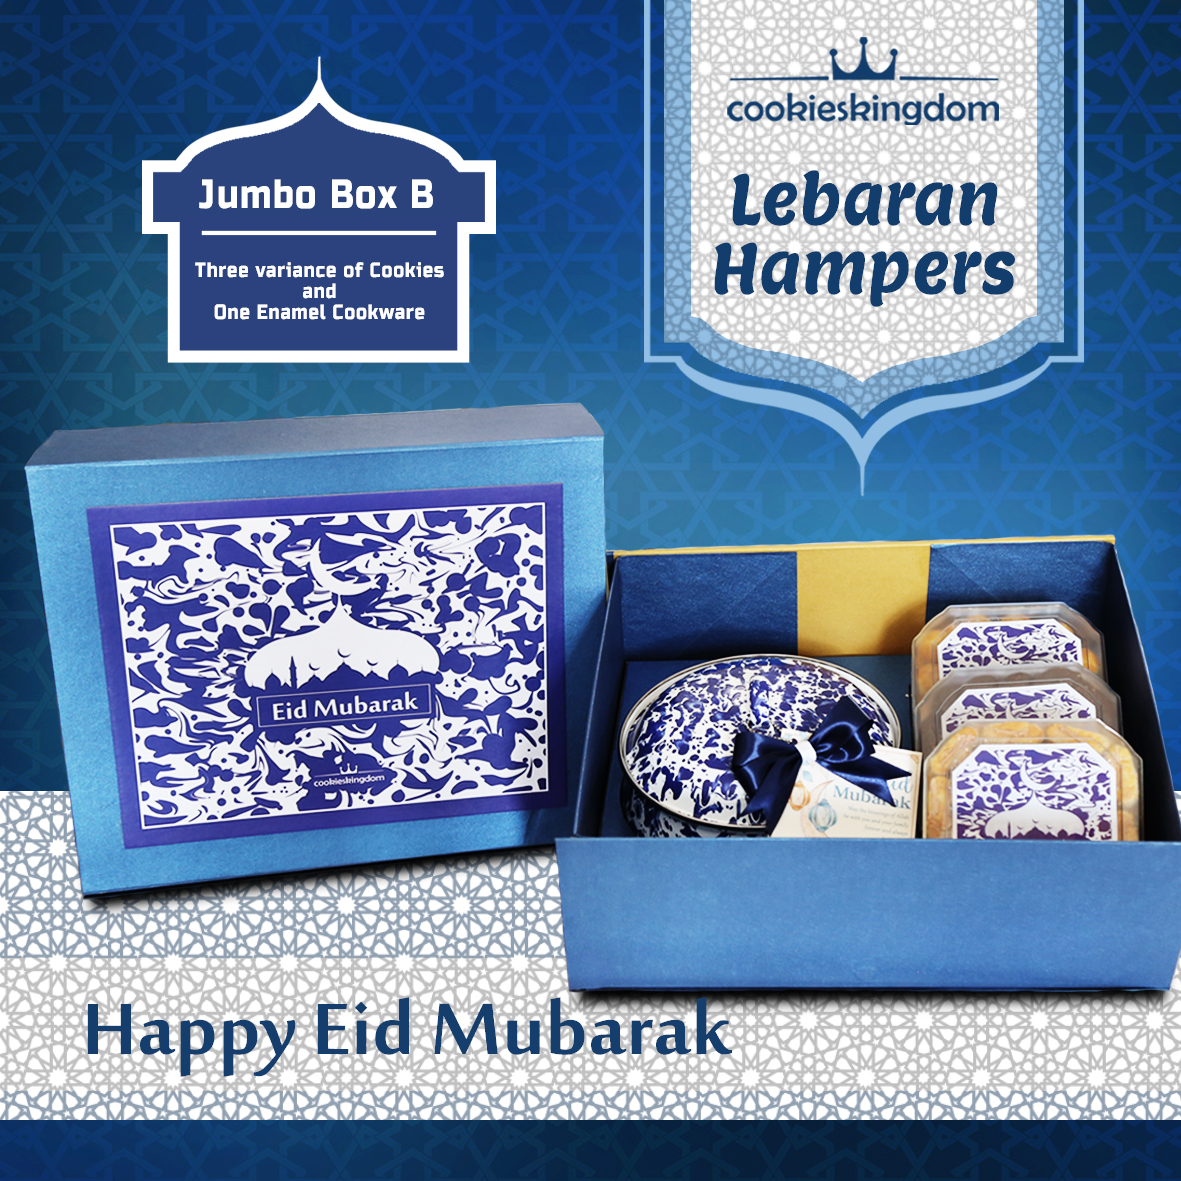 cookieskingdom
Lebaran
Hampers
Jumbo Box B
Three variance of Cookies
and
One Enamel Cookware
Eid Mubarak
cookieskingdom
Mubarak
Happy Eid Mubarak